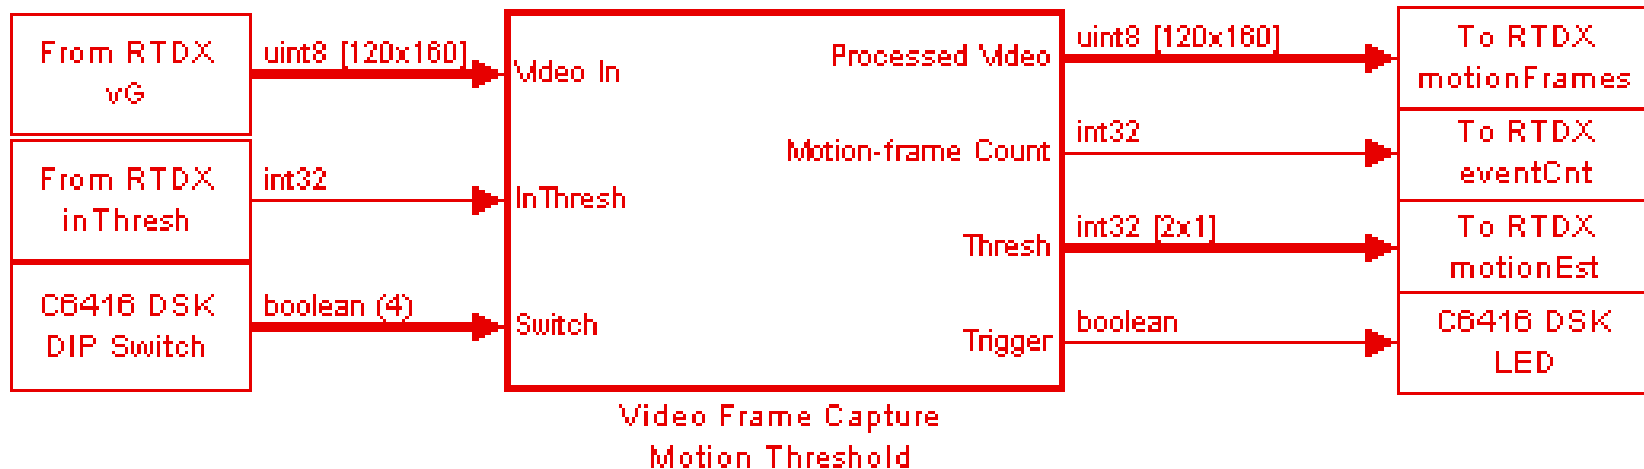 From RTDX
vG
uint8 [120x160]
Video In
From RTDX
inThresh
int32
InThresh
C6416 DSK
DIP Switch
boolean (4)
Switch
Processed Video
uint8 [120x160]
To RTDX
motionFrames
Motion-frame Count
int32
To RTDX
eventCnt
Thresh
int32 [2x1]
To RTDX
motionEst
Trigger
boolean
C6416 DSK
LED
Video Frame Capture
Motion Threshold